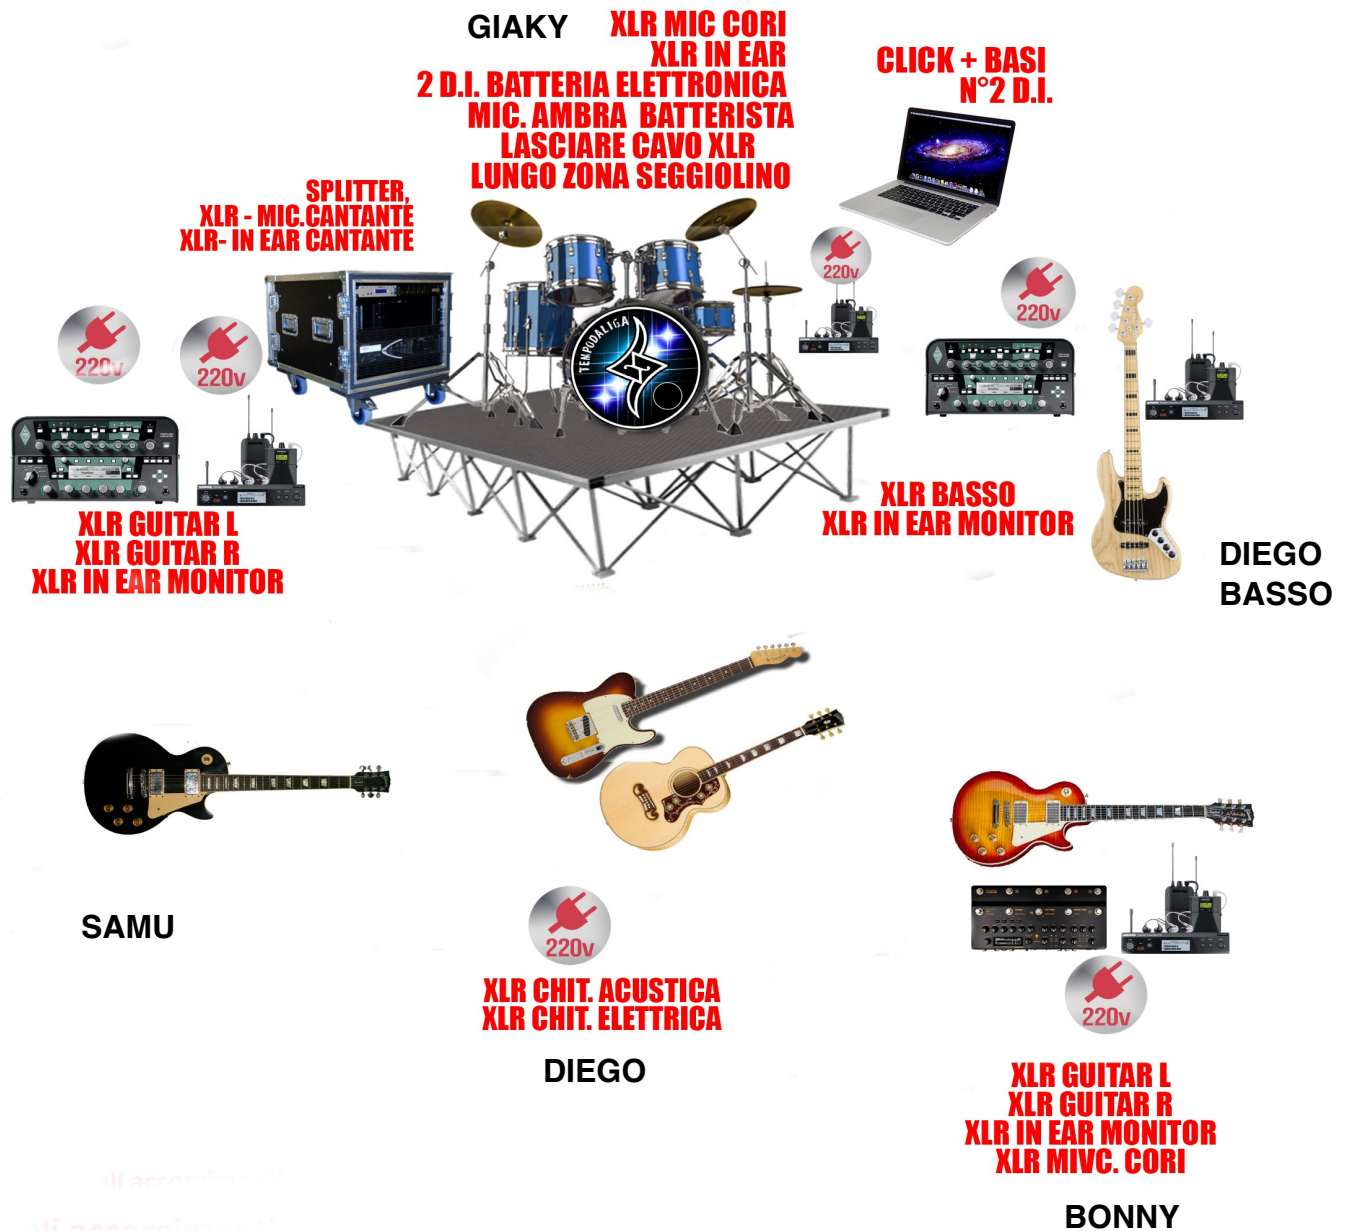 GIAKY
XLR MIC CORI
XLR IN EAR
2 D.I. BATTERIA ELETTRONICA
MIC. AMBRA BATTERISTA
LASCIARE CAVO XLR
LUNGO ZONA SEGGIOLINO
CLICK + BASI
N°2 D.I.
SPLITTER,
XLR - MIC.CANTANTE
XLR- IN EAR CANTANTE
220v
220v
220v
220v
TEMPODALIGA
XLR GUITAR L
XLR GUITAR R
XLR IN EAR MONITOR
XLR BASSO
XLR IN EAR MONITOR
DIEGO
BASSO
SAMU
220v
XLR CHIT. ACUSTICA
XLR CHIT. ELETTRICA
DIEGO
220v
XLR GUITAR L
XLR GUITAR R
XLR IN EAR MONITOR
XLR MIVC. CORI
BONNY